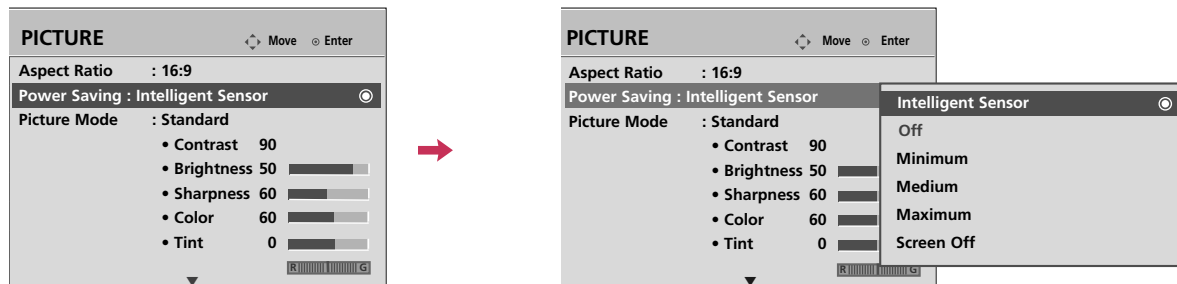 PICTURE Move Enter
Aspect Ratio : 16:9
Power Saving : Intelligent Sensor
Picture Mode : Standard
• Contrast 90
• Brightness 50
• Sharpness 60
• Color 60
• Tint 0
R G
PICTURE Move Enter
Aspect Ratio : 16:9
Power Saving : Intelligent Sensor
Picture Mode : Standard
• Contrast 90
• Brightness 50
• Sharpness 60
• Color 60
• Tint 0
R G
Intelligent Sensor
Off
Minimum
Medium
Maximum
Screen Off